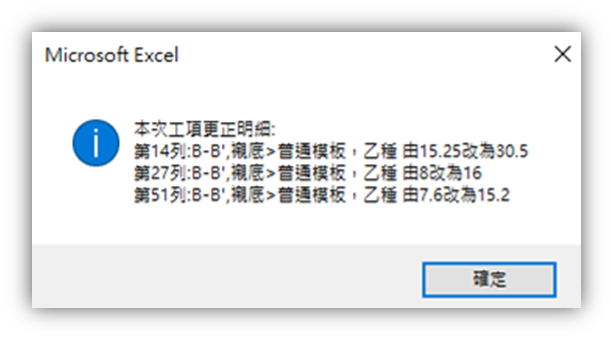 Microsoft Excel
本次工項更正明細:
第14列:B-B',襯底>普通模板，乙種 由15.25改為30.5
第27列:B-B',襯底>普通模板，乙種 由8改為16
第51列:B-B',襯底>普通模板，乙種 由7.6改為15.2
確定